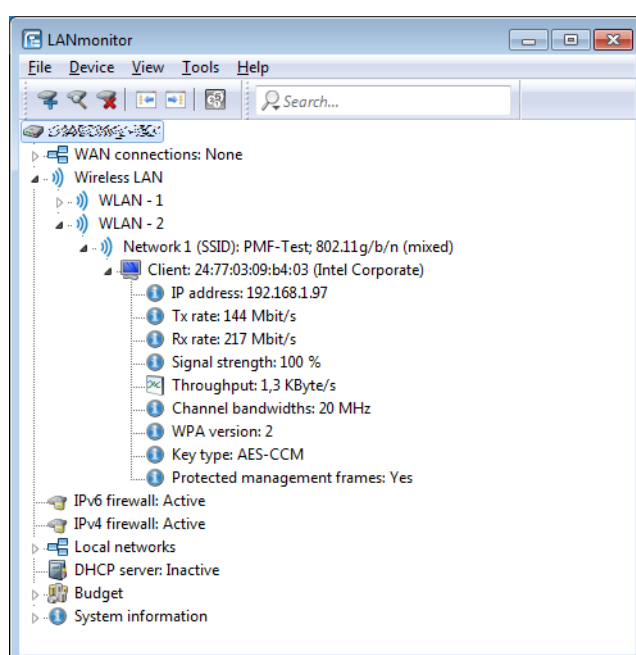 LANmonitor
File Device View Tools Help
Search...
WAN connections: None
Wireless LAN
WLAN - 1
WLAN - 2
Network 1 (SSID): PMF-Test; 802.11g/b/n (mixed)
Client: 24:77:03:09:b4:03 (Intel Corporate)
IP address: 192.168.1.97
Tx rate: 144 Mbit/s
Rx rate: 217 Mbit/s
Signal strength: 100 %
Throughput: 1,3 KByte/s
Channel bandwidths: 20 MHz
WPA version: 2
Key type: AES-CCM
Protected management frames: Yes
IPv6 firewall: Active
IPv4 firewall: Active
Local networks
DHCP server: Inactive
Budget
System information